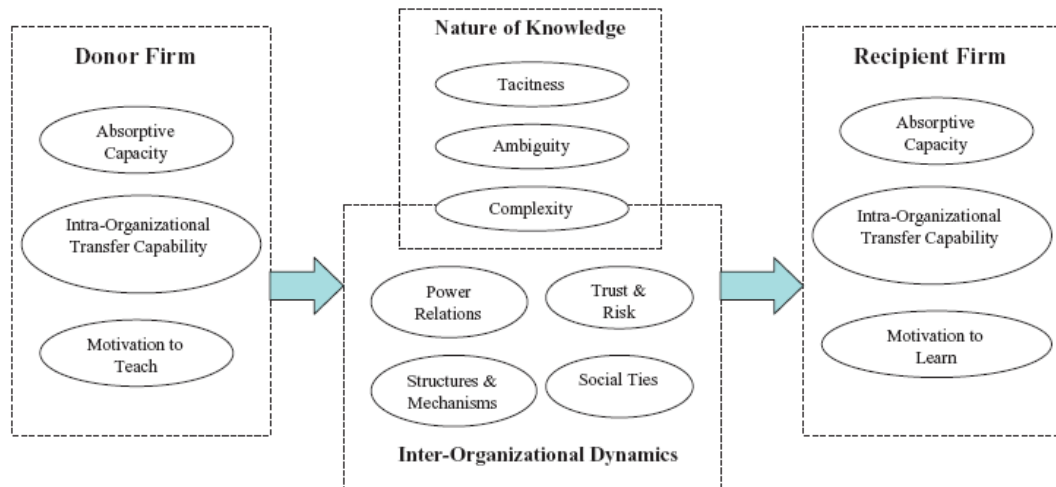 Donor Firm
Absorptive
Capacity
Intra-Organizational
Transfer Capability
Motivation to
Teach
Nature of Knowledge
Tacitness
Ambiguity
Complexity
Power
Relations
Trust &
Risk
Structures &
Mechanisms
Social Ties
Inter-Organizational Dynamics
Recipient Firm
Absorptive
Capacity
Intra-Organizational
Transfer Capability
Motivation to
Learn